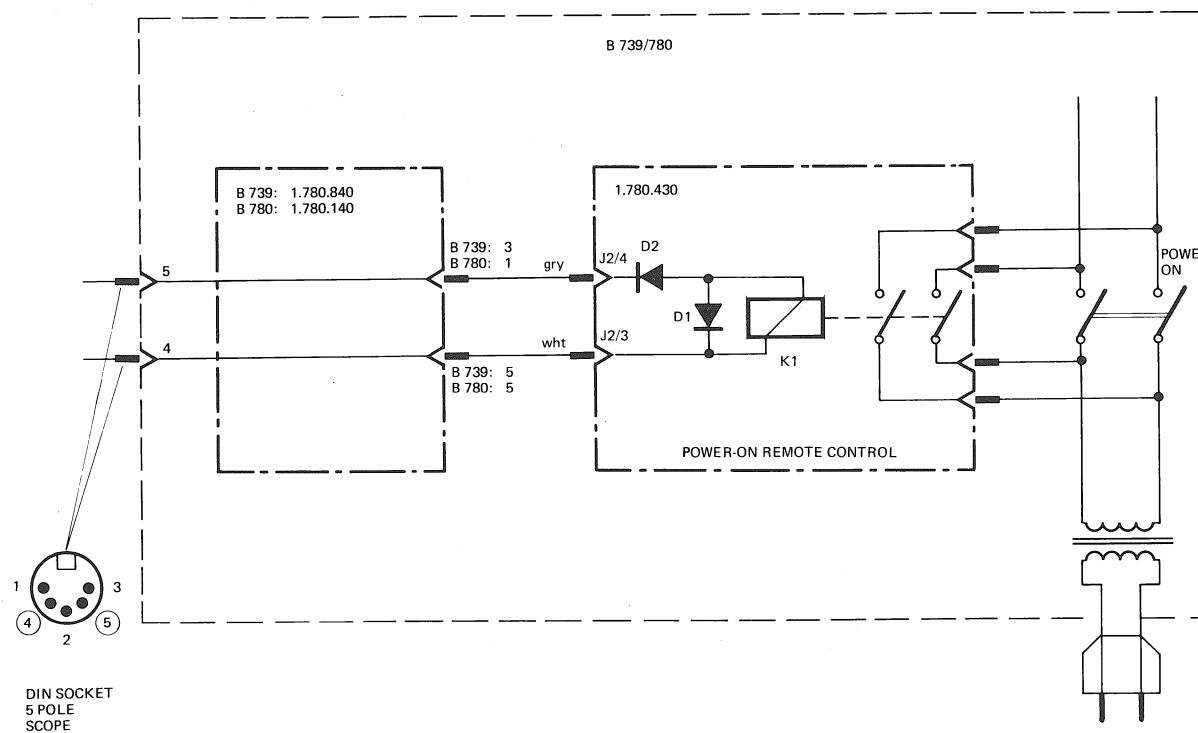 B 739/780
B 739: 1.780.840
B 780: 1.780.140
1.780.430
B 739: 3
B 780: 1
gry
J2/4
D2
POWE
ON
5
D1
J2/3
wht
K1
4
B 739: 5
B 780: 5
POWER-ON REMOTE CONTROL
1
3
4
5
2
DIN SOCKET
5 POLE
SCOPE